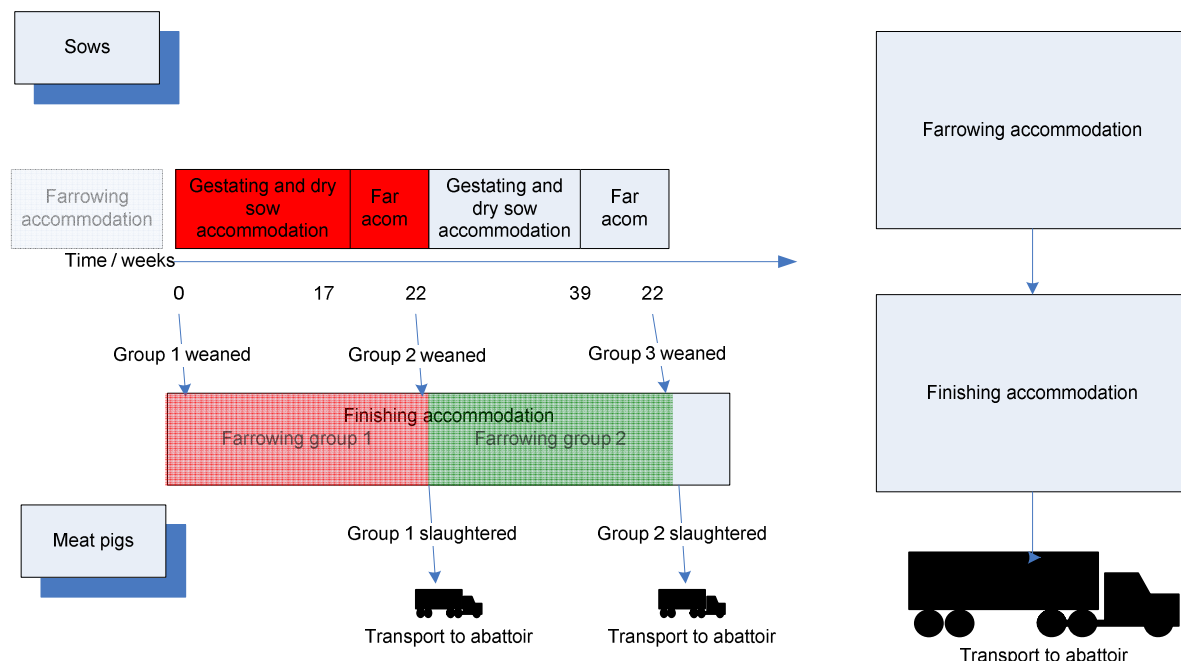 Sows
Farrowing accommodation
Farrowing
accommodation
Gestating and dry
sow
accommodation
Far
acom
Gestating and
dry sow
accommodation
Far
acom
Time / weeks
0
17
22
39
22
Group 1 weaned
Group 2 weaned
Group 3 weaned
Finishing accommodation
Farrowing group 1
Farrowing group 2
Finishing accommodation
Group 1 slaughtered
Group 2 slaughtered
Meat pigs
Transport to abattoir
Transport to abattoir
Transport to abattoir